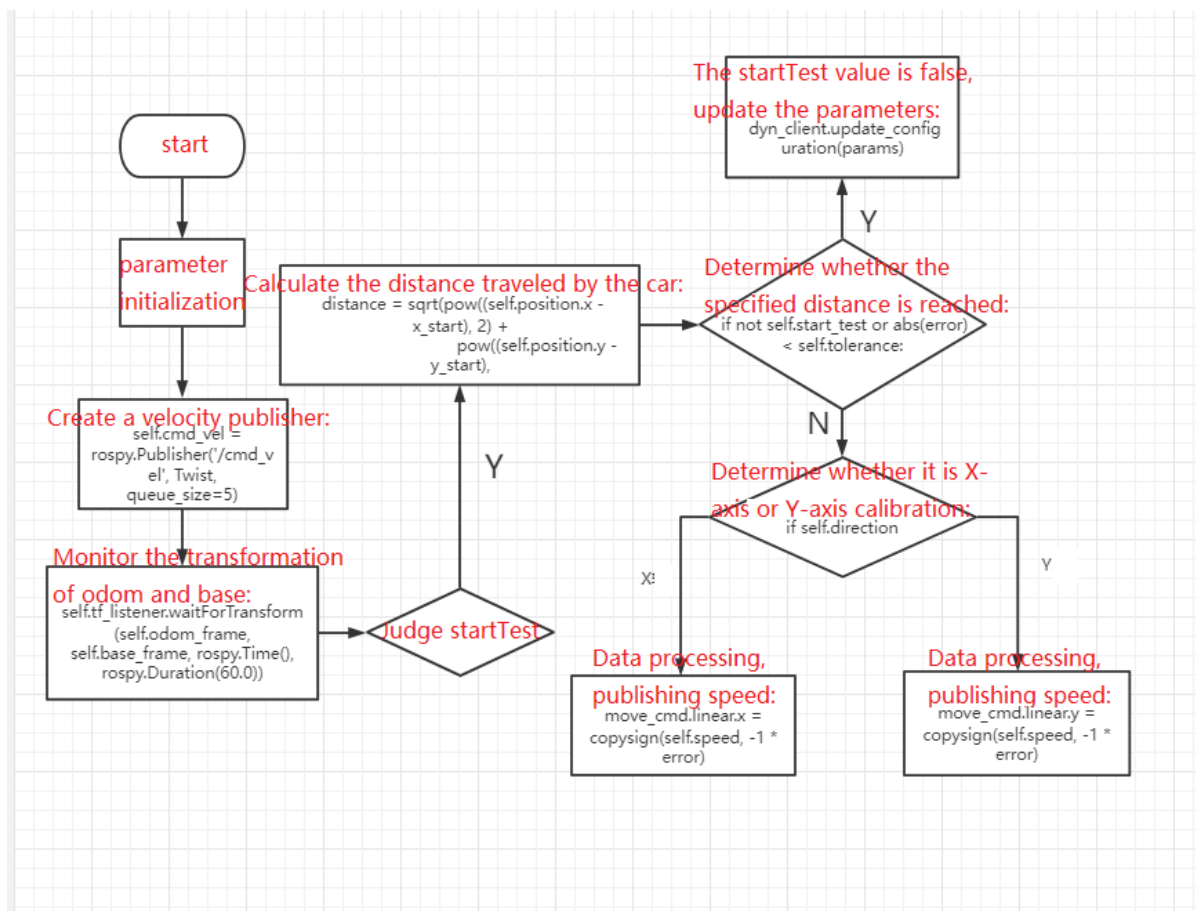 start
parameter
initialization
Create a velocity publisher:
self.cmd_vel =
rospy.Publisher('/cmd_v
el', Twist,
queue_size=5)
Monitor the transformation
of odom and base:
self.tf_listener.waitForTransform
(self.odom_frame,
self.base_frame, rospy.Time(),
rospy.Duration(60.0))
Judge startTest
Y
Calculate the distance traveled by the car:
distance = sqrt(pow((self.position.x -
x_start), 2) +
pow((self.position.y -
y_start),
Determine whether the
specified distance is reached:
if not self.start_test or abs(error)
< self.tolerance:
Y
The startTest value is false,
update the parameters:
dyn_client.update_config
uration(params)
N
Determine whether it is X-
axis or Y-axis calibration:
if self.direction
X
Y
Data processing,
publishing speed:
move_cmd.linear.x =
copysign(self.speed, -1 *
error)
Data processing,
publishing speed:
move_cmd.linear.y =
copysign(self.speed, -1 *
error)